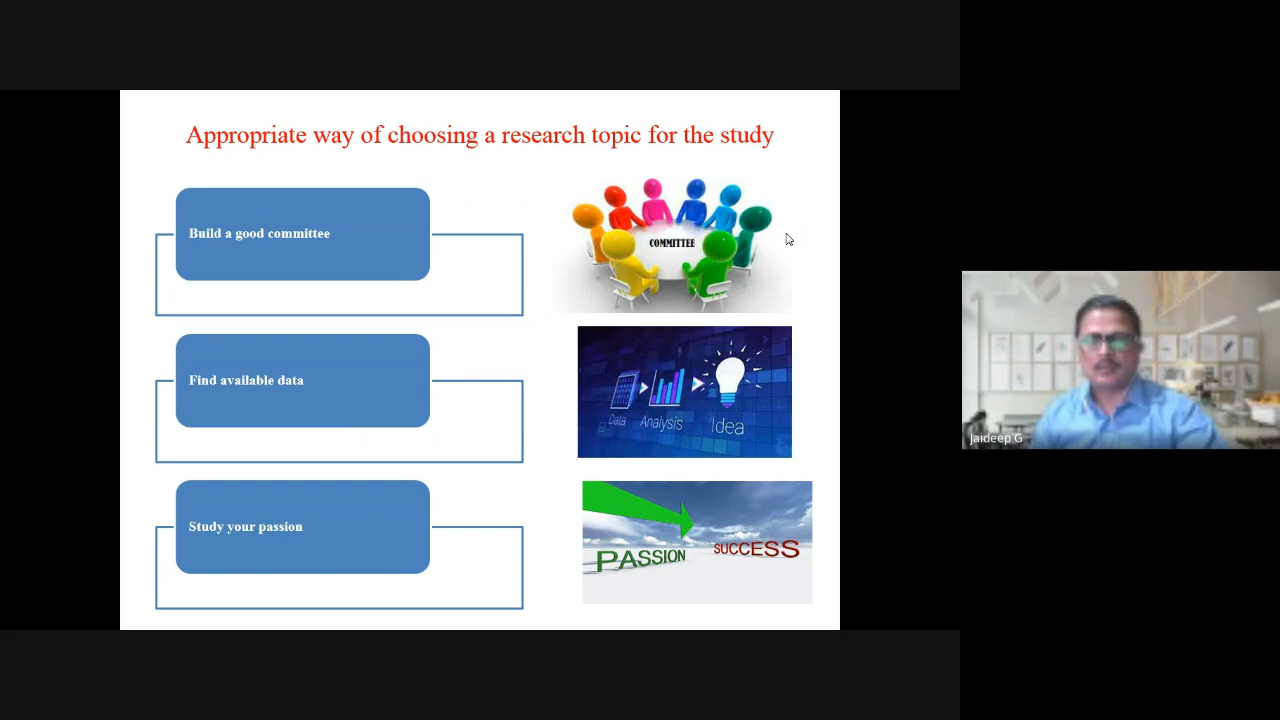 Appropriate way of choosing a research topic for the study
Build a good committee
COMMITTEE
Find available data
Data
Analysis
Idea
Study your passion
PASSION
SUCCESS
Jaideep G